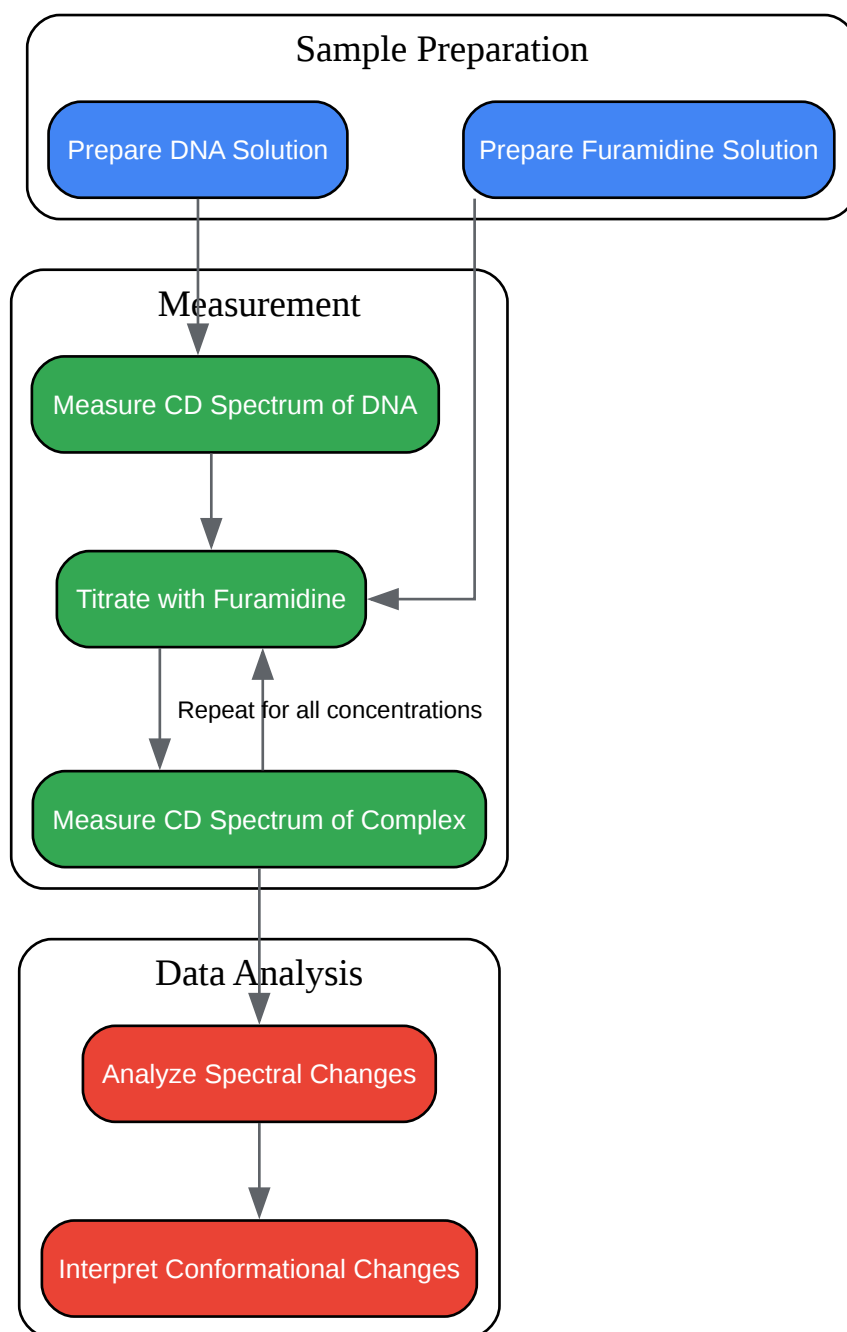 Sample Preparation
Prepare DNA Solution
Prepare Furamidine Solution
Measurement
Measure CD Spectrum of DNA
Titrate with Furamidine
Repeat for all concentrations
Measure CD Spectrum of Complex
Data Analysis
Analyze Spectral Changes
Interpret Conformational Changes